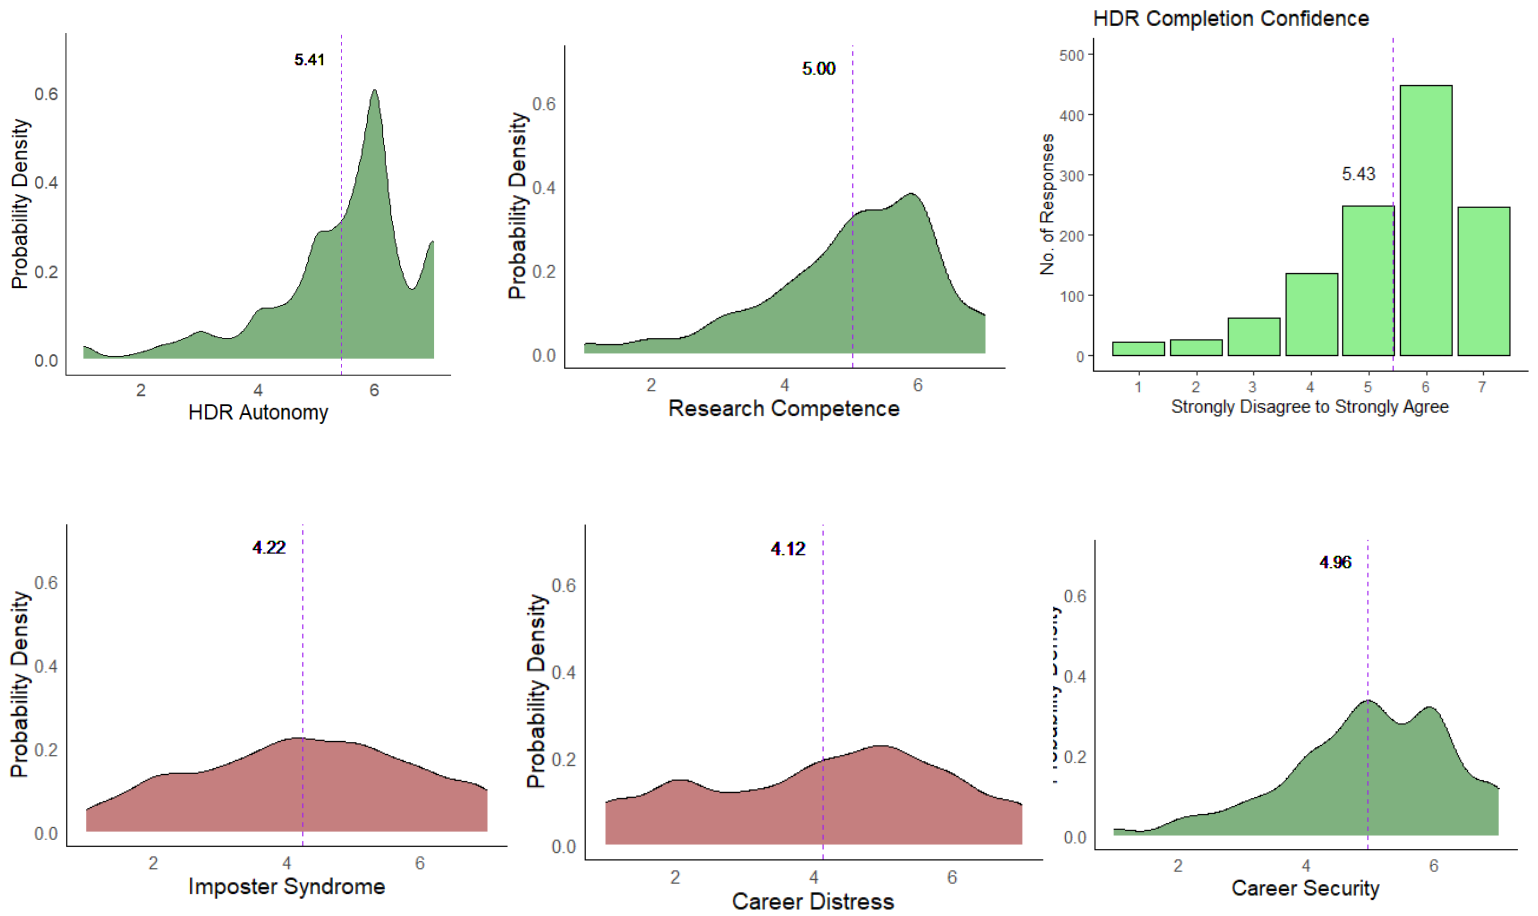 5.41
Probability Density
0.6
0.4
0.2
0.0
2 4 6
HDR Autonomy
5.00
Probability Density
0.6
0.4
0.2
0.0
2 4 6
Research Competence
HDR Completion Confidence
No. of Responses
500
400
300
200
100
0
5.43
1 2 3 4 5 6 7
Strongly Disagree to Strongly Agree
4.22
Probability Density
0.6
0.4
0.2
0.0
2 4 6
Imposter Syndrome
4.12
Probability Density
0.6
0.4
0.2
0.0
2 4 6
Career Distress
4.96
Probability Density
0.6
0.4
0.2
0.0
2 4 6
Career Security